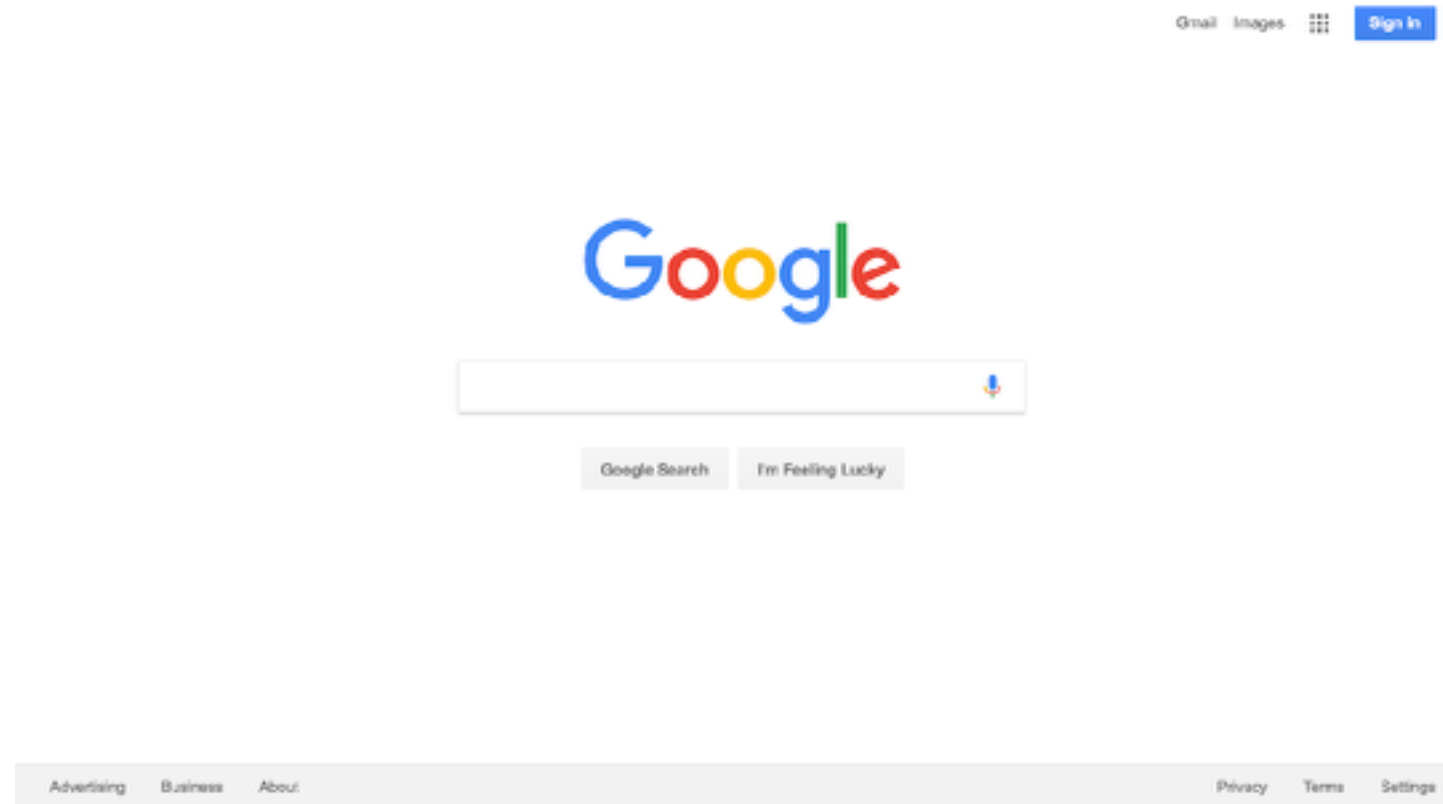 Gmail Images Sign in
Google
Google Search I'm Feeling Lucky
Advertising Business About Privacy Terms Settings